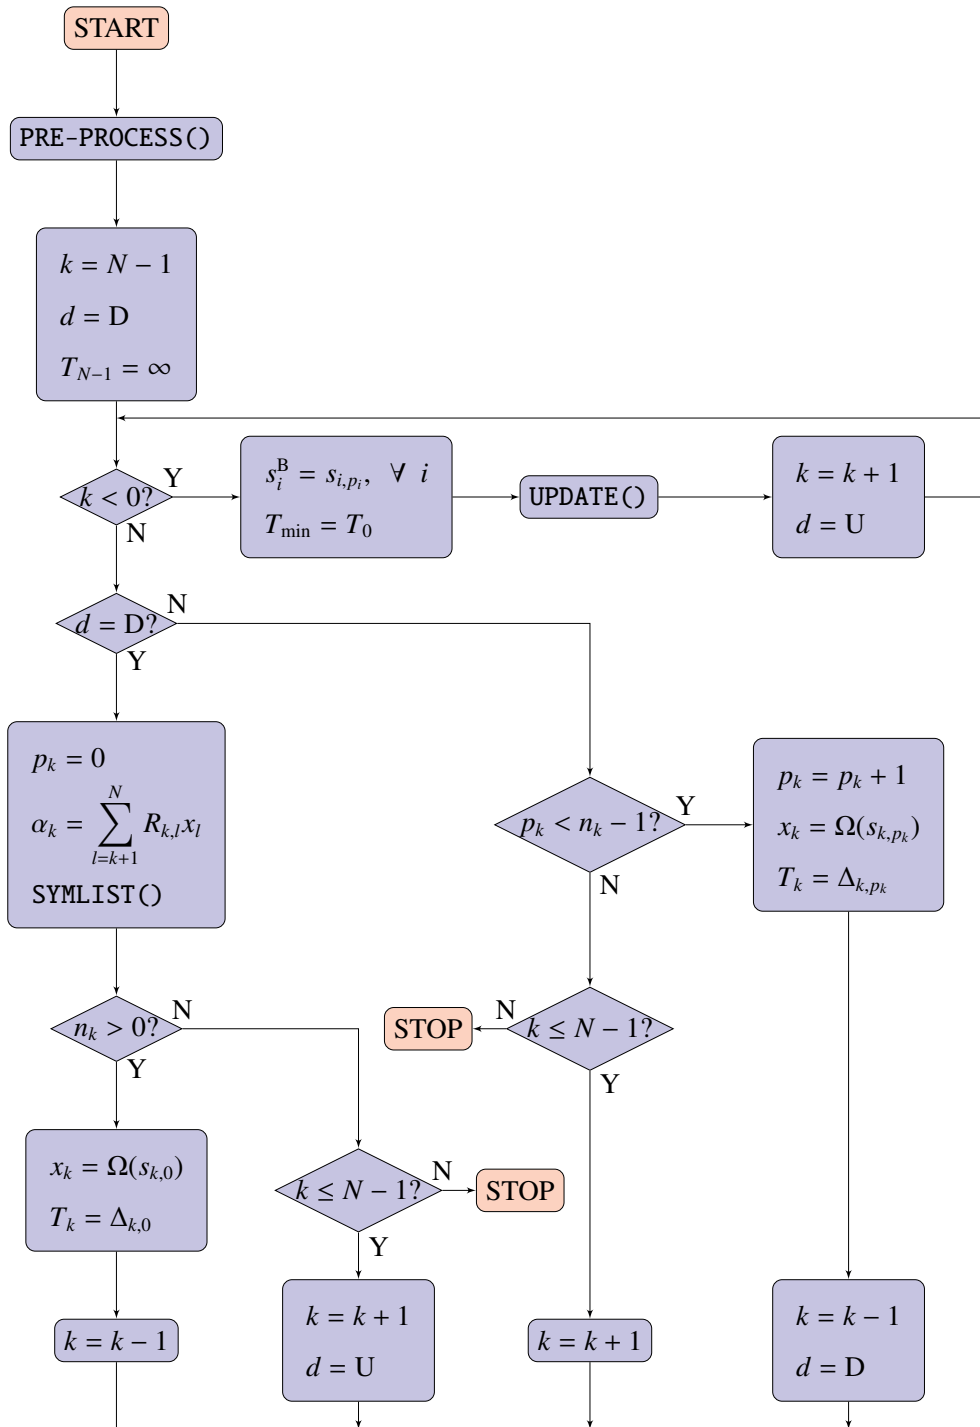 START
PRE-PROCESS()
k = N − 1
d = D
T_{N−1} = ∞
k < 0?
Y
N
s_i^B = s_{i,p_i}, ∀ i
T_min = T_0
UPDATE()
k = k + 1
d = U
d = D?
N
Y
p_k = 0
α_k = ∑_{l=k+1}^{N} R_{k,l} x_l
SYMLIST()
p_k < n_k − 1?
Y
N
p_k = p_k + 1
x_k = Ω(s_{k,p_k})
T_k = Δ_{k,p_k}
n_k > 0?
N
Y
STOP
N
k ≤ N − 1?
Y
x_k = Ω(s_{k,0})
T_k = Δ_{k,0}
k ≤ N − 1?
N
Y
STOP
k = k − 1
k = k + 1
d = U
k = k + 1
k = k − 1
d = D